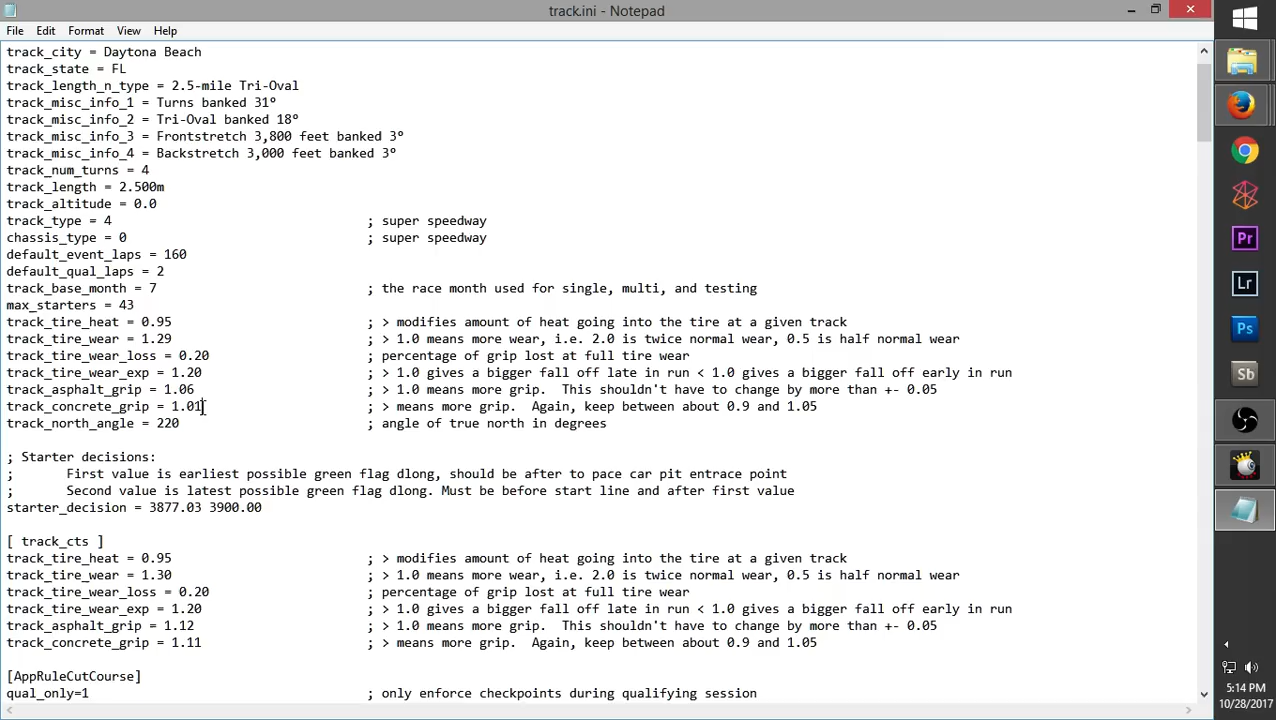 track.ini - Notepad
File Edit Format View Help
track_city = Daytona Beach
track_state = FL
track_length_n_type = 2.5-mile Tri-Oval
track_misc_info_1 = Turns banked 31°
track_misc_info_2 = Tri-Oval banked 18°
track_misc_info_3 = Frontstretch 3,800 feet banked 3°
track_misc_info_4 = Backstretch 3,000 feet banked 3°
track_num_turns = 4
track_length = 2.500m
track_altitude = 0.0
track_type = 4 ; super speedway
chassis_type = 0 ; super speedway
default_event_laps = 160
default_qual_laps = 2
track_base_month = 7 ; the race month used for single, multi, and testing
max_starters = 43
track_tire_heat = 0.95 ; > modifies amount of heat going into the tire at a given track
track_tire_wear = 1.29 ; > 1.0 means more wear, i.e. 2.0 is twice normal wear, 0.5 is half normal wear
track_tire_wear_loss = 0.20 ; percentage of grip lost at full tire wear
track_tire_wear_exp = 1.20 ; > 1.0 gives a bigger fall off late in run < 1.0 gives a bigger fall off early in run
track_asphalt_grip = 1.06 ; > 1.0 means more grip.  This shouldn't have to change by more than +- 0.05
track_concrete_grip = 1.01 ; > means more grip.  Again, keep between about 0.9 and 1.05
track_north_angle = 220 ; angle of true north in degrees
; Starter decisions:
; First value is earliest possible green flag dlong, should be after to pace car pit entrace point
; Second value is latest possible green flag dlong. Must be before start line and after first value
starter_decision = 3877.03 3900.00
[ track_cts ]
track_tire_heat = 0.95 ; > modifies amount of heat going into the tire at a given track
track_tire_wear = 1.30 ; > 1.0 means more wear, i.e. 2.0 is twice normal wear, 0.5 is half normal wear
track_tire_wear_loss = 0.20 ; percentage of grip lost at full tire wear
track_tire_wear_exp = 1.20 ; > 1.0 gives a bigger fall off late in run < 1.0 gives a bigger fall off early in run
track_asphalt_grip = 1.12 ; > 1.0 means more grip.  This shouldn't have to change by more than +- 0.05
track_concrete_grip = 1.11 ; > means more grip.  Again, keep between about 0.9 and 1.05
[AppRuleCutCourse]
qual_only=1 ; only enforce checkpoints during qualifying session
Pr
Lr
Ps
Sb
5:14 PM
10/28/2017